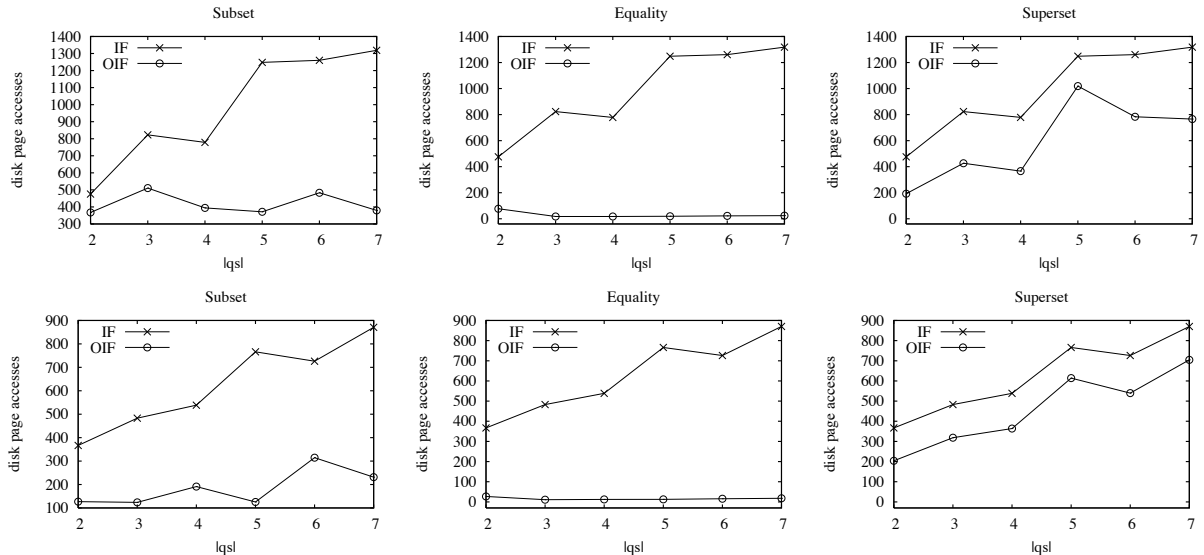 Subset
1400
1300
1200
1100
1000
900
800
700
600
500
400
300
disk page accesses
IF
OIF
2 3 4 5 6 7
|qs|
Equality
1400
1200
1000
800
600
400
200
0
disk page accesses
IF
OIF
2 3 4 5 6 7
|qs|
Superset
1400
1200
1000
800
600
400
200
0
disk page accesses
IF
OIF
2 3 4 5 6 7
|qs|
Subset
900
800
700
600
500
400
300
200
100
disk page accesses
IF
OIF
2 3 4 5 6 7
|qs|
Equality
900
800
700
600
500
400
300
200
100
0
disk page accesses
IF
OIF
2 3 4 5 6 7
|qs|
Superset
900
800
700
600
500
400
300
200
100
0
disk page accesses
IF
OIF
2 3 4 5 6 7
|qs|